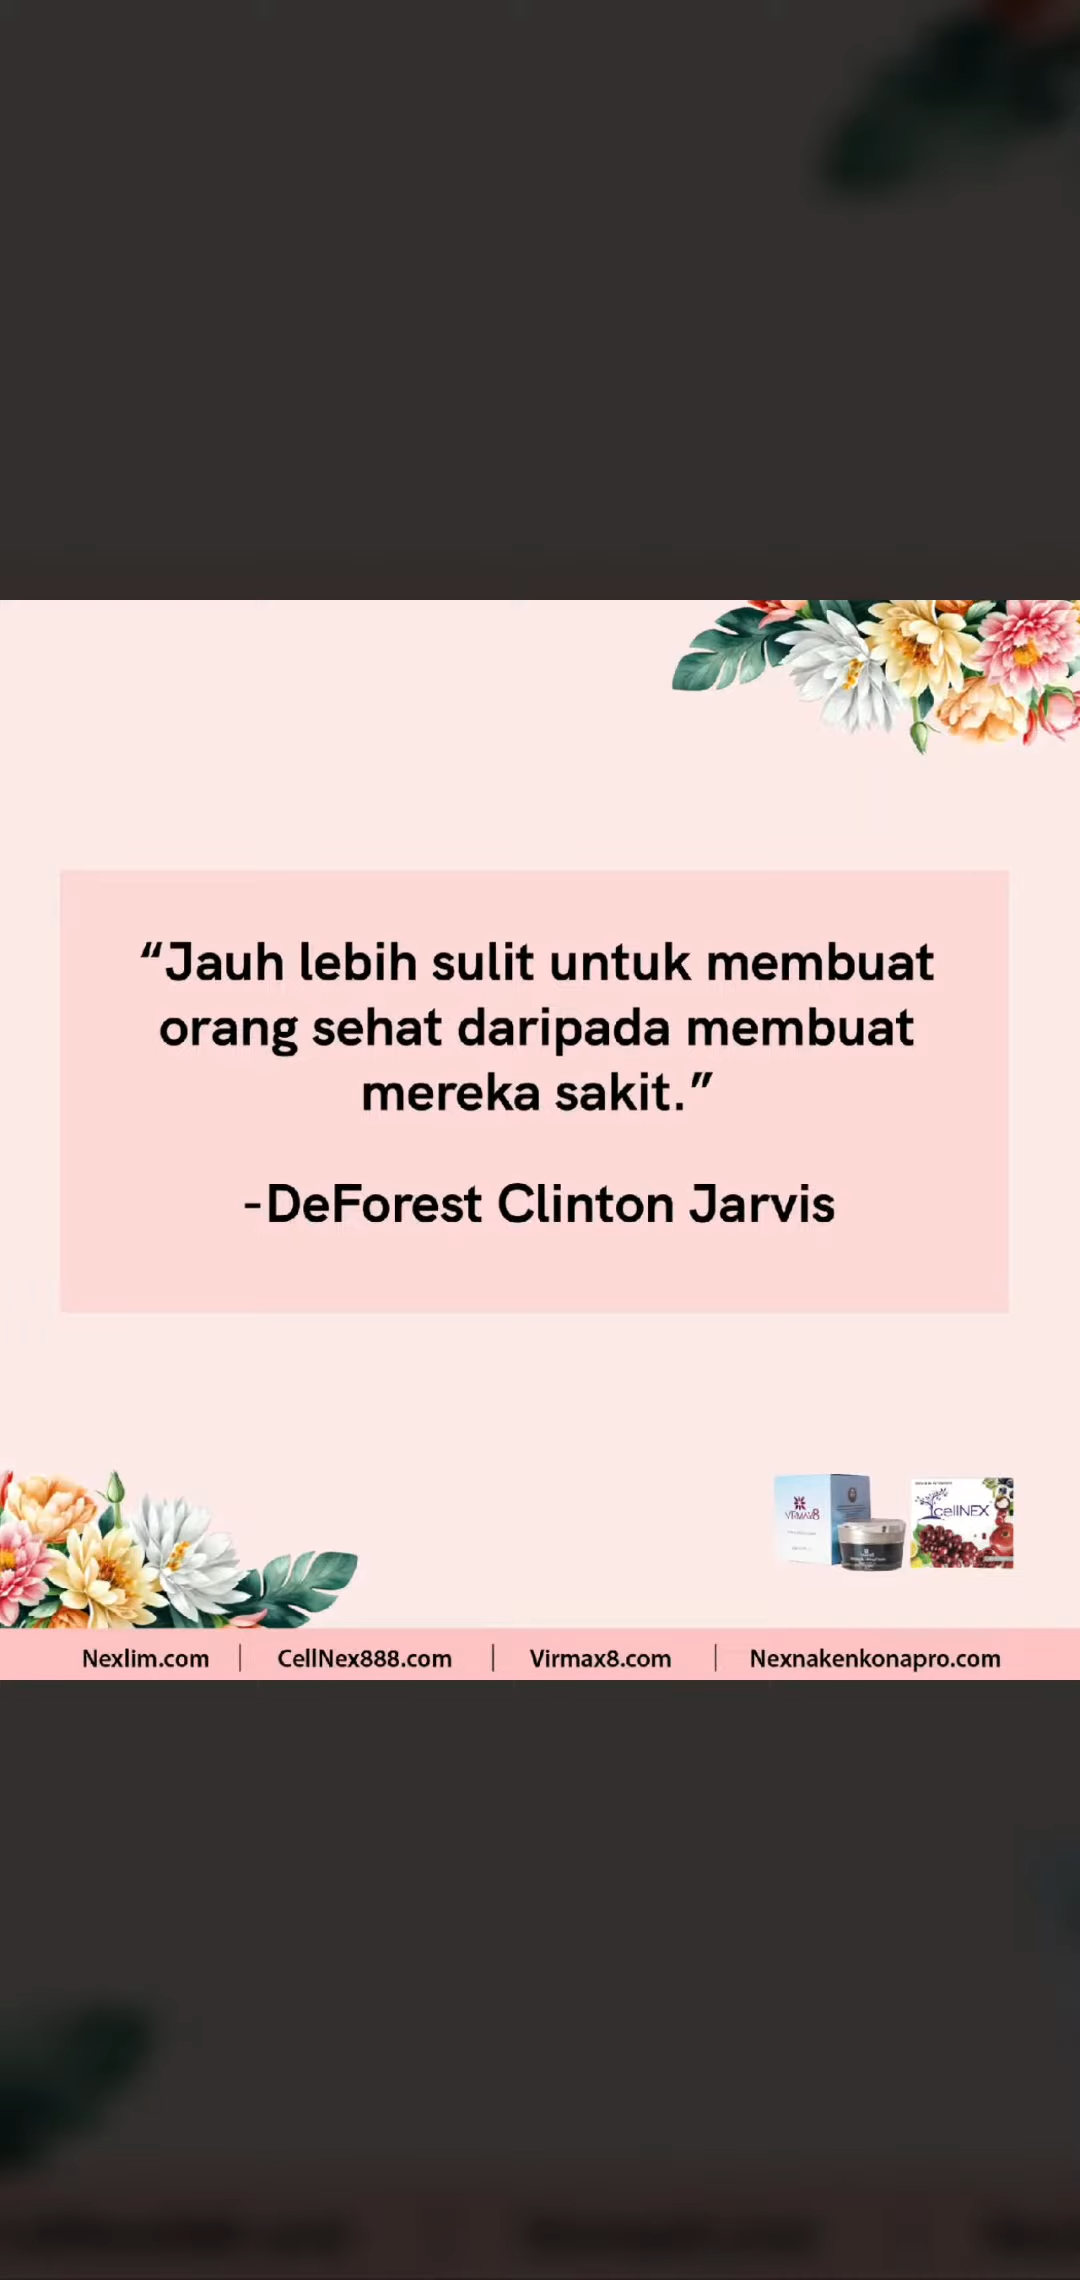 “Jauh lebih sulit untuk membuat
orang sehat daripada membuat
mereka sakit.”
-DeForest Clinton Jarvis
VIRMAX8
cellNEX
Nexlim.com | CellNex888.com | Virmax8.com | Nexnakenkonapro.com